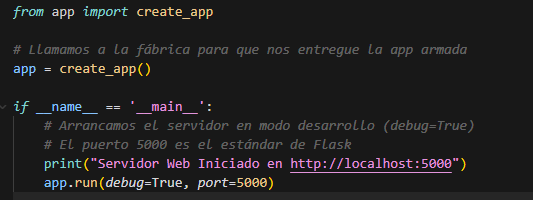 from app import create_app
# Llamamos a la fábrica para que nos entregue la app armada
app = create_app()
if __name__ == '__main__':
# Arrancamos el servidor en modo desarrollo (debug=True)
# El puerto 5000 es el estándar de Flask
print("Servidor Web Iniciado en http://localhost:5000")
app.run(debug=True, port=5000)